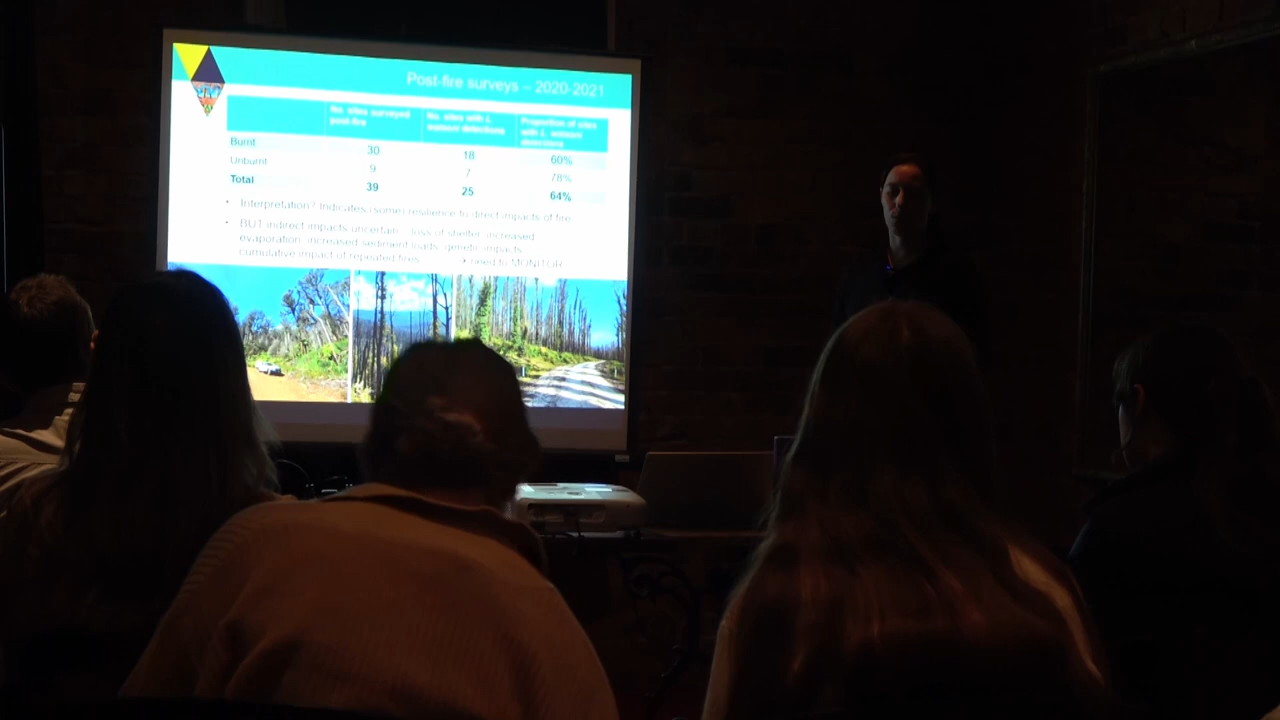 Post-fire surveys – 2020-2021
No. sites surveyed post-fire
No. sites with L. watsoni detections
Proportion of sites with L. watsoni detections
Burnt 30 18 60%
Unburnt 9 7 78%
Total 39 25 64%
• Interpretation? Indicates (some) resilience to direct impacts of fire
• BUT indirect impacts uncertain – loss of shelter, increased
evaporation, increased sediment loads, genetic impacts,
cumulative impact of repeated fires → need to MONITOR